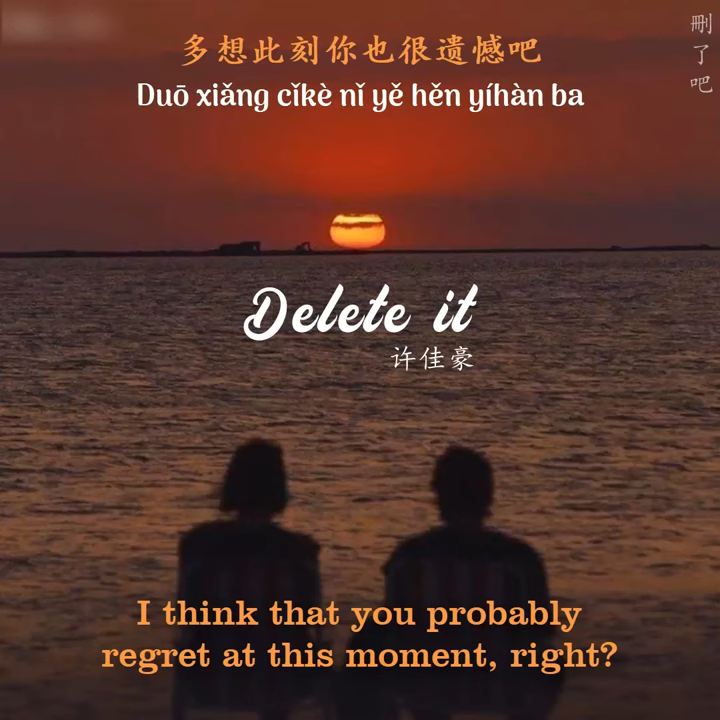 多想此刻你也很遗憾吧
Duō xiǎng cǐkè nǐ yě hěn yíhàn ba
删了吧
Delete it
许佳豪
I think that you probably
regret at this moment, right?